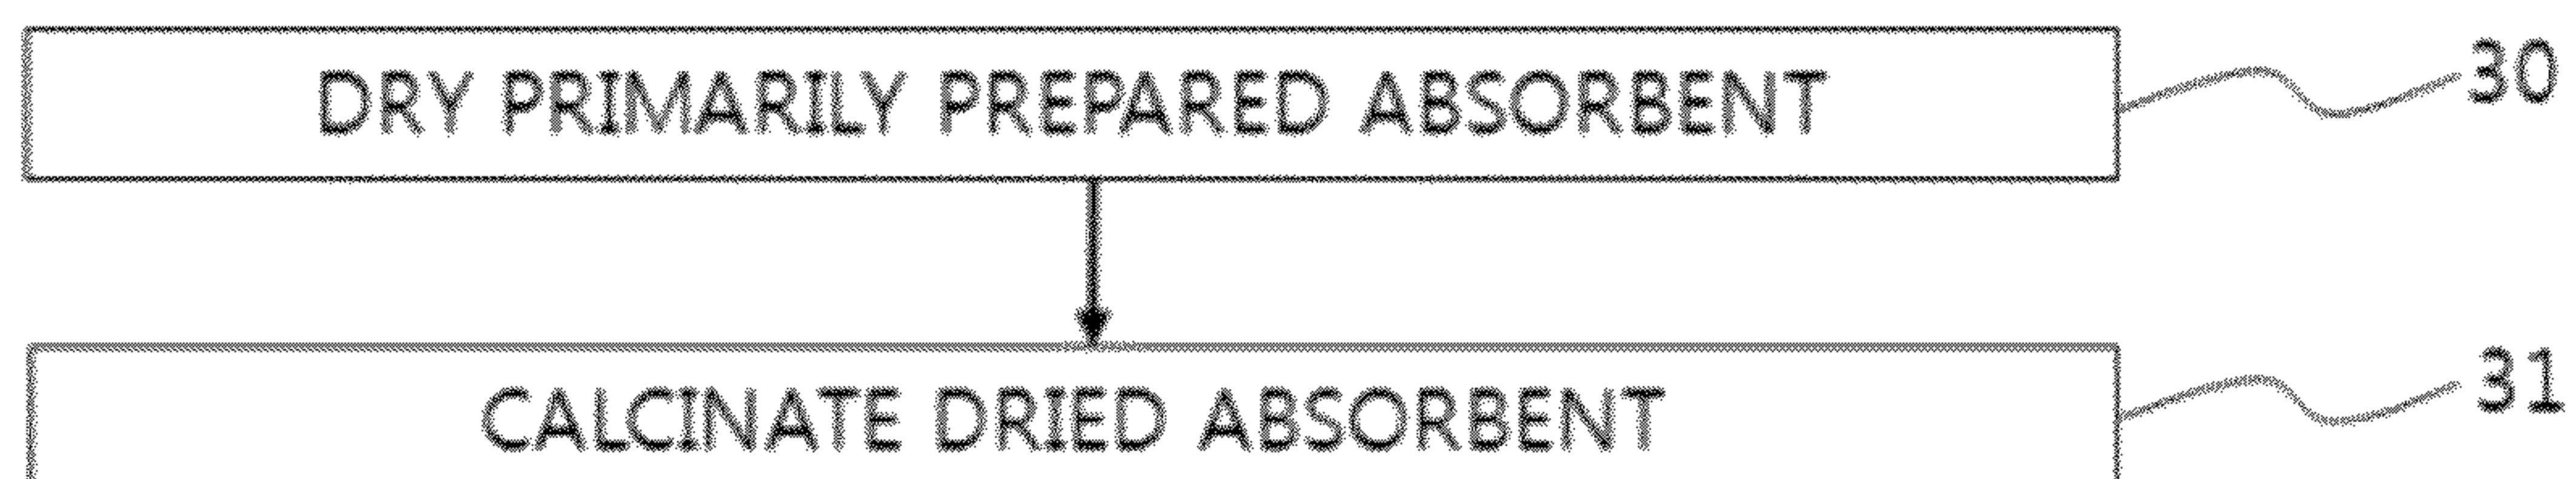 DRY PRIMARILY PREPARED ABSORBENT 30
CALCINATE DRIED ABSORBENT 31